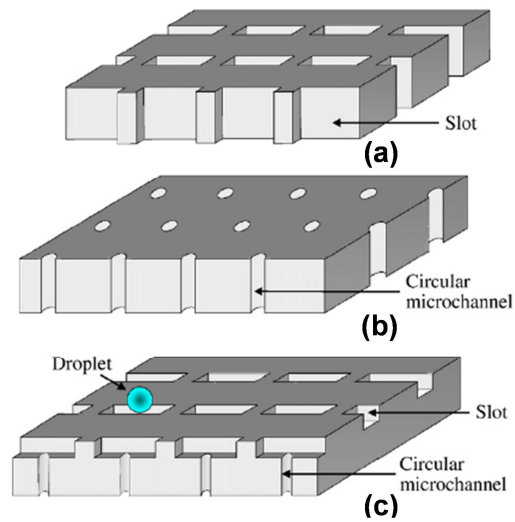 Slot
(a)
Circular
microchannel
(b)
Droplet
Slot
Circular
microchannel
(c)